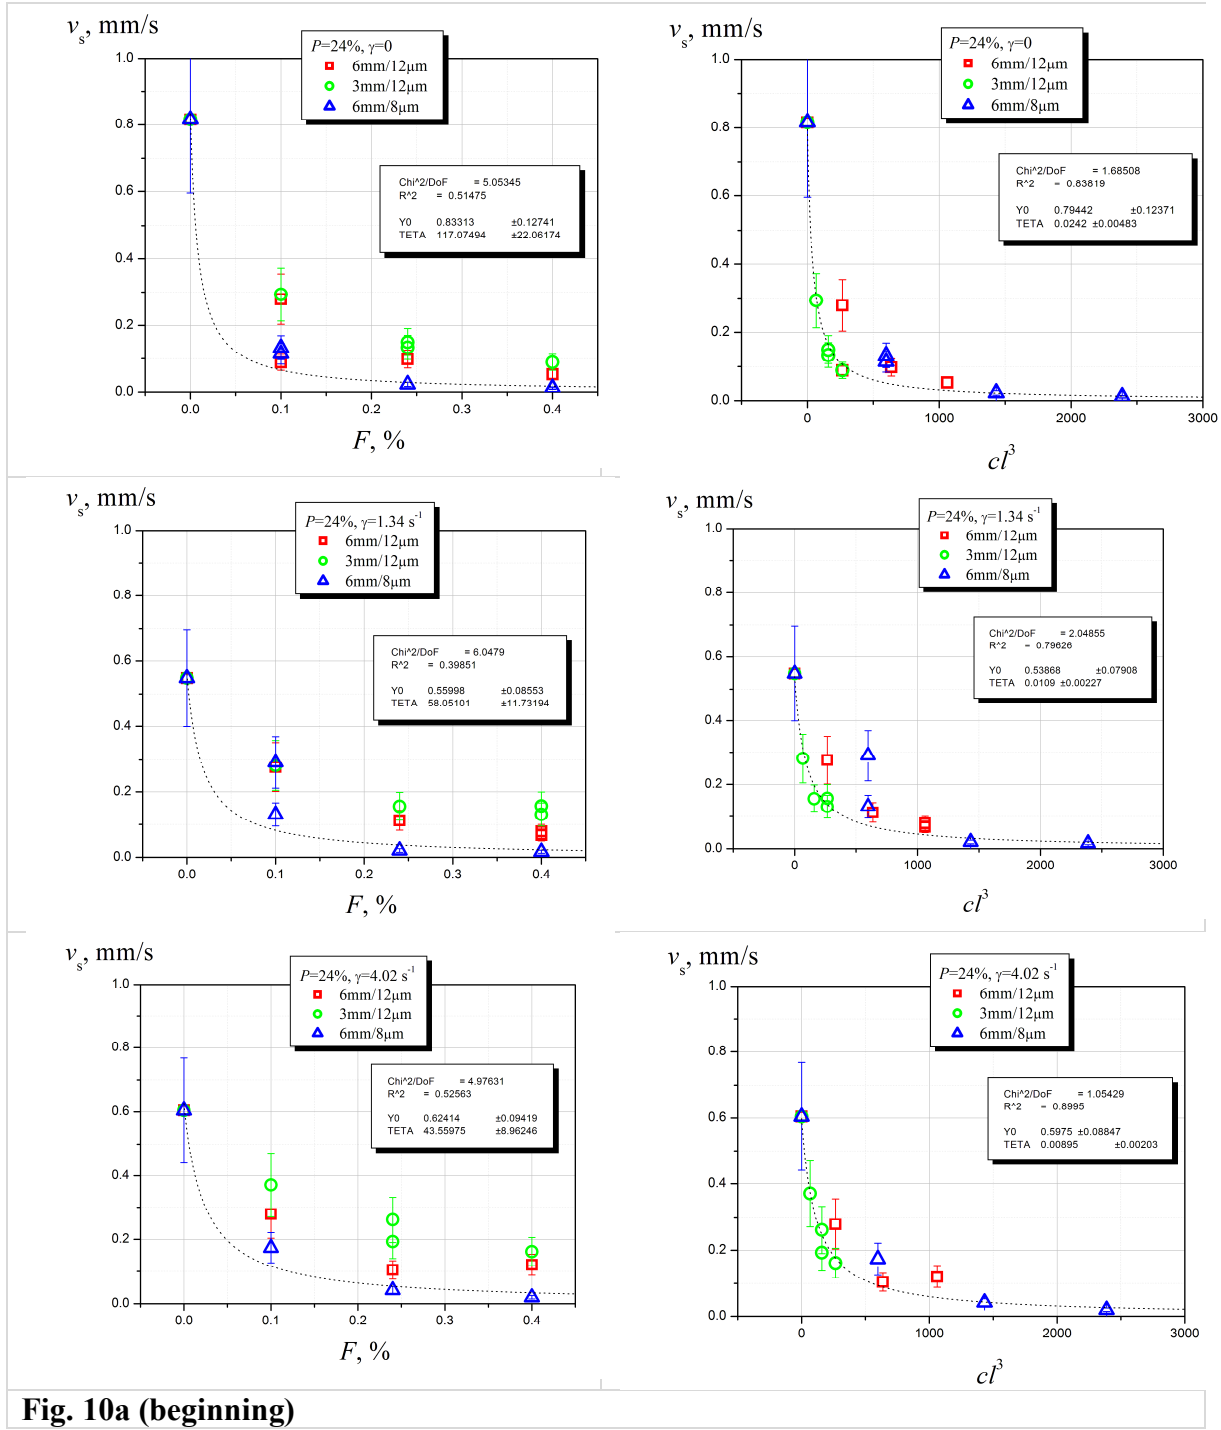 vs, mm/s
P=24%, γ=0
6mm/12µm
3mm/12µm
6mm/8µm
Chi^2/DoF = 5.05345
R^2 = 0.51475
Y0 0.83313 ±0.12741
TETA 117.07494 ±22.06174
1.0
0.8
0.6
0.4
0.2
0.0
0.0 0.1 0.2 0.3 0.4
F, %
vs, mm/s
P=24%, γ=0
6mm/12µm
3mm/12µm
6mm/8µm
Chi^2/DoF = 1.68508
R^2 = 0.83819
Y0 0.79442 ±0.12371
TETA 0.0242 ±0.00483
1.0
0.8
0.6
0.4
0.2
0.0
0 1000 2000 3000
cl³
vs, mm/s
P=24%, γ=1.34 s⁻¹
6mm/12µm
3mm/12µm
6mm/8µm
Chi^2/DoF = 6.0479
R^2 = 0.39851
Y0 0.55998 ±0.08553
TETA 58.05101 ±11.73194
1.0
0.8
0.6
0.4
0.2
0.0
0.0 0.1 0.2 0.3 0.4
F, %
vs, mm/s
P=24%, γ=1.34 s⁻¹
6mm/12µm
3mm/12µm
6mm/8µm
Chi^2/DoF = 2.04855
R^2 = 0.79626
Y0 0.53868 ±0.07908
TETA 0.0109 ±0.00227
1.0
0.8
0.6
0.4
0.2
0.0
0 1000 2000 3000
cl³
vs, mm/s
P=24%, γ=4.02 s⁻¹
6mm/12µm
3mm/12µm
6mm/8µm
Chi^2/DoF = 4.97631
R^2 = 0.52563
Y0 0.62414 ±0.09419
TETA 43.55975 ±8.96246
1.0
0.8
0.6
0.4
0.2
0.0
0.0 0.1 0.2 0.3 0.4
F, %
vs, mm/s
P=24%, γ=4.02 s⁻¹
6mm/12µm
3mm/12µm
6mm/8µm
Chi^2/DoF = 1.05429
R^2 = 0.8995
Y0 0.5975 ±0.08847
TETA 0.00895 ±0.00203
1.0
0.8
0.6
0.4
0.2
0.0
0 1000 2000 3000
cl³
Fig. 10a (beginning)